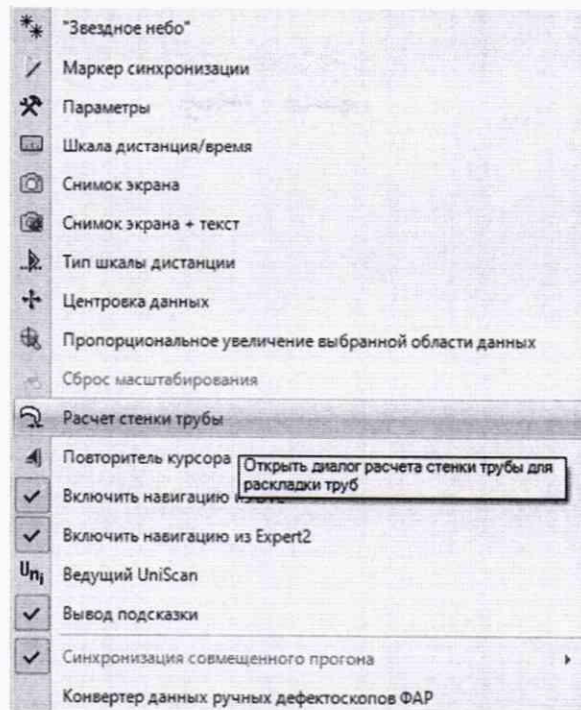 "Звездное небо"
Маркер синхронизации
Параметры
Шкала дистанция/время
Снимок экрана
Снимок экрана + текст
Тип шкалы дистанции
Центровка данных
Пропорциональное увеличение выбранной области данных
Сброс масштабирования
Расчет стенки трубы
Повторитель курсора
Открыть диалог расчета стенки трубы для
раскладки труб
Включить навигацию
Включить навигацию из Expert2
Uni Ведущий UniScan
Вывод подсказки
Синхронизация совмещенного прогона
Конвертер данных ручных дефектоскопов ФАР